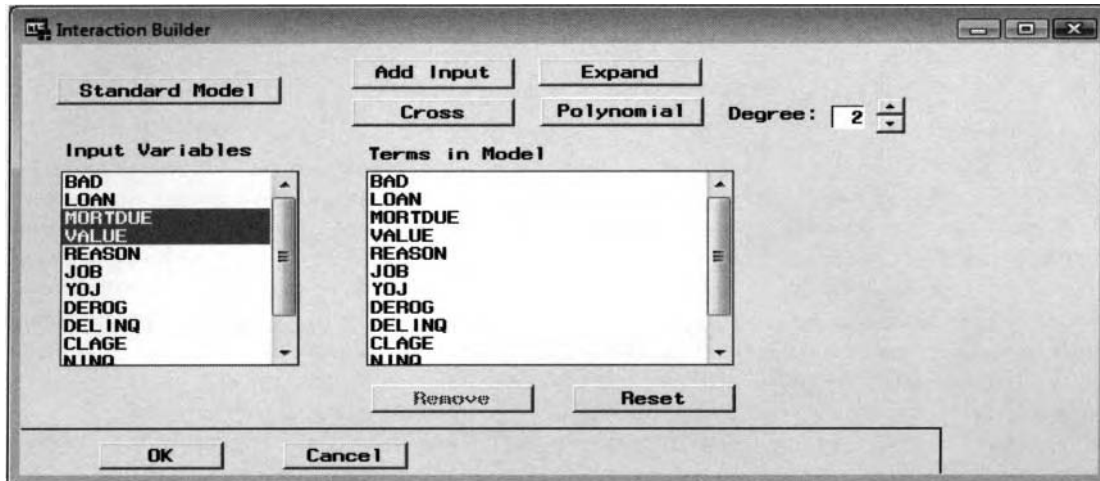 Interaction Builder
Standard Model
Add Input
Expand
Cross
Polynomial
Degree: 2
Input Variables
BAD
LOAN
MORTDUE
VALUE
REASON
JOB
YOJ
DEROG
DELINQ
CLAGE
NINQ
Terms in Model
BAD
LOAN
MORTDUE
VALUE
REASON
JOB
YOJ
DEROG
DELINQ
CLAGE
Remove
Reset
OK
Cancel